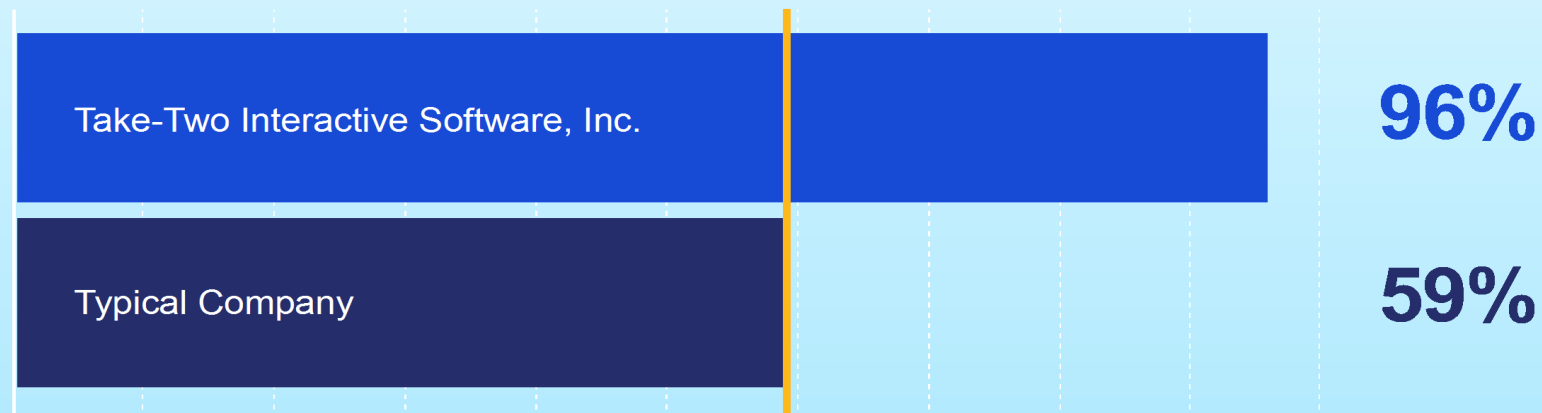 Take-Two Interactive Software, Inc. 96%
Typical Company 59%